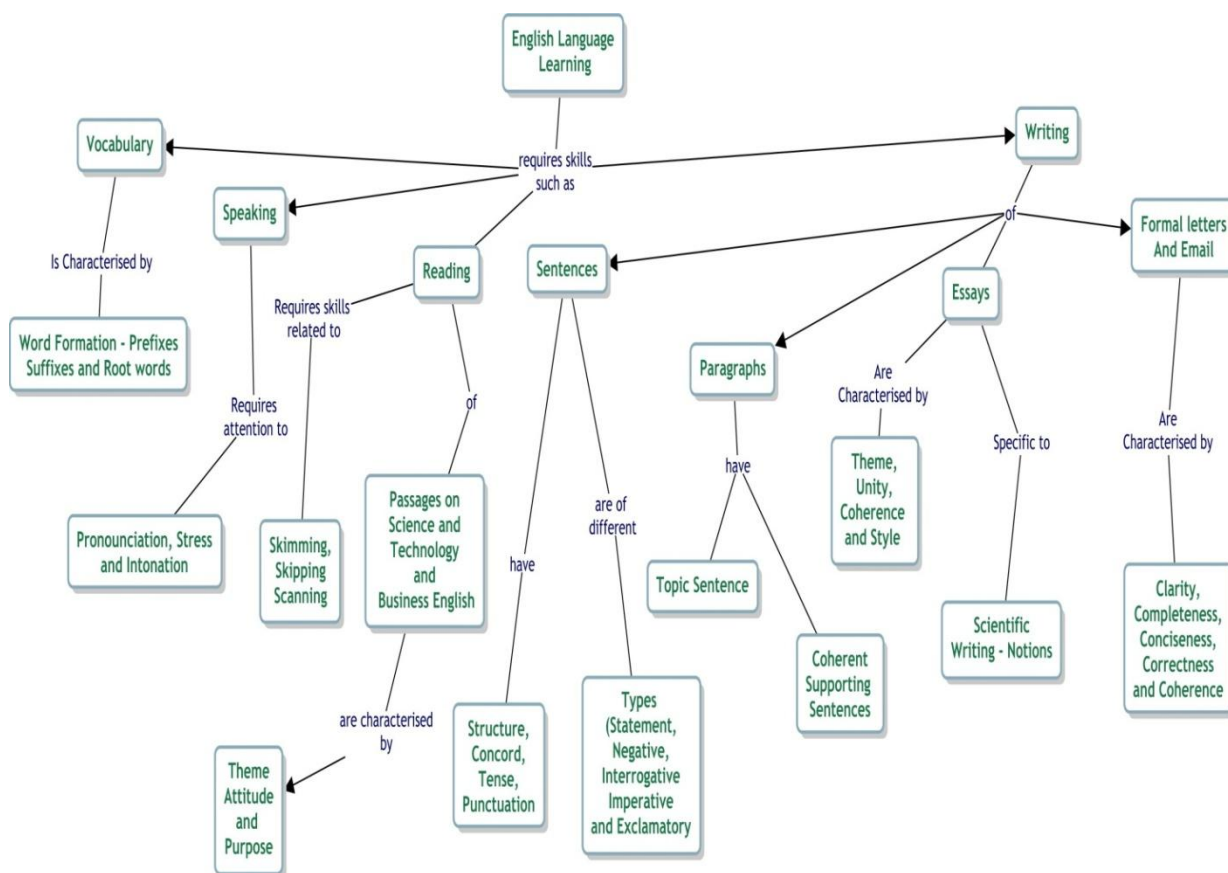 English Language
Learning
Vocabulary
Writing
requires skills
such as
Speaking
of
Formal letters
And Email
Is Characterised by
Reading
Sentences
Essays
Requires skills
related to
Word Formation - Prefixes
Suffixes and Root words
Paragraphs
Are
Characterised by
Requires
attention to
of
Are
Characterised by
Specific to
have
Theme,
Unity,
Coherence
and Style
Passages on
Science and
Technology
and
Business English
are of
different
Pronounciation, Stress
and Intonation
Skimming,
Skipping
Scanning
have
Topic Sentence
Clarity,
Completeness,
Conciseness,
Correctness
and Coherence
Scientific
Writing - Notions
Coherent
Supporting
Sentences
are characterised
by
Structure,
Concord,
Tense,
Punctuation
Types
(Statement,
Negative,
Interrogative
Imperative
and Exclamatory
Theme
Attitude
and
Purpose